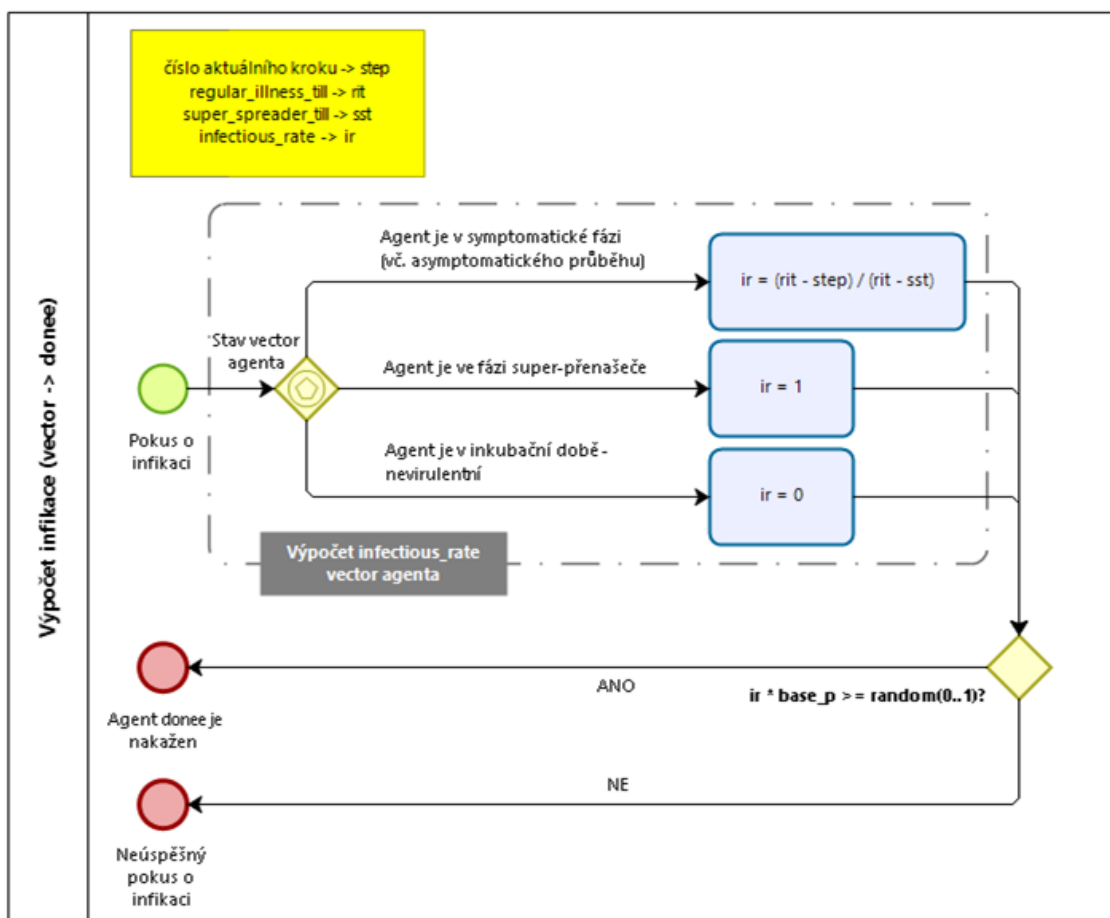 Výpočet infikace (vector -> donee)
číslo aktuálního kroku -> step
regular_illness_till -> rit
super_spreader_till -> sst
infectious_rate -> ir
Agent je v symptomatické fázi
(vč. asymptomatického průběhu)
ir = (rit - step) / (rit - sst)
Stav vector
agenta
Agent je ve fázi super-přenašeče
ir = 1
Pokus o
infikaci
Agent je v inkubační době -
nevirulentní
ir = 0
Výpočet infectious_rate
vector agenta
ANO
ir * base_p >= random(0..1)?
Agent donee je
nakažen
NE
Neúspěšný
pokus o
infikaci